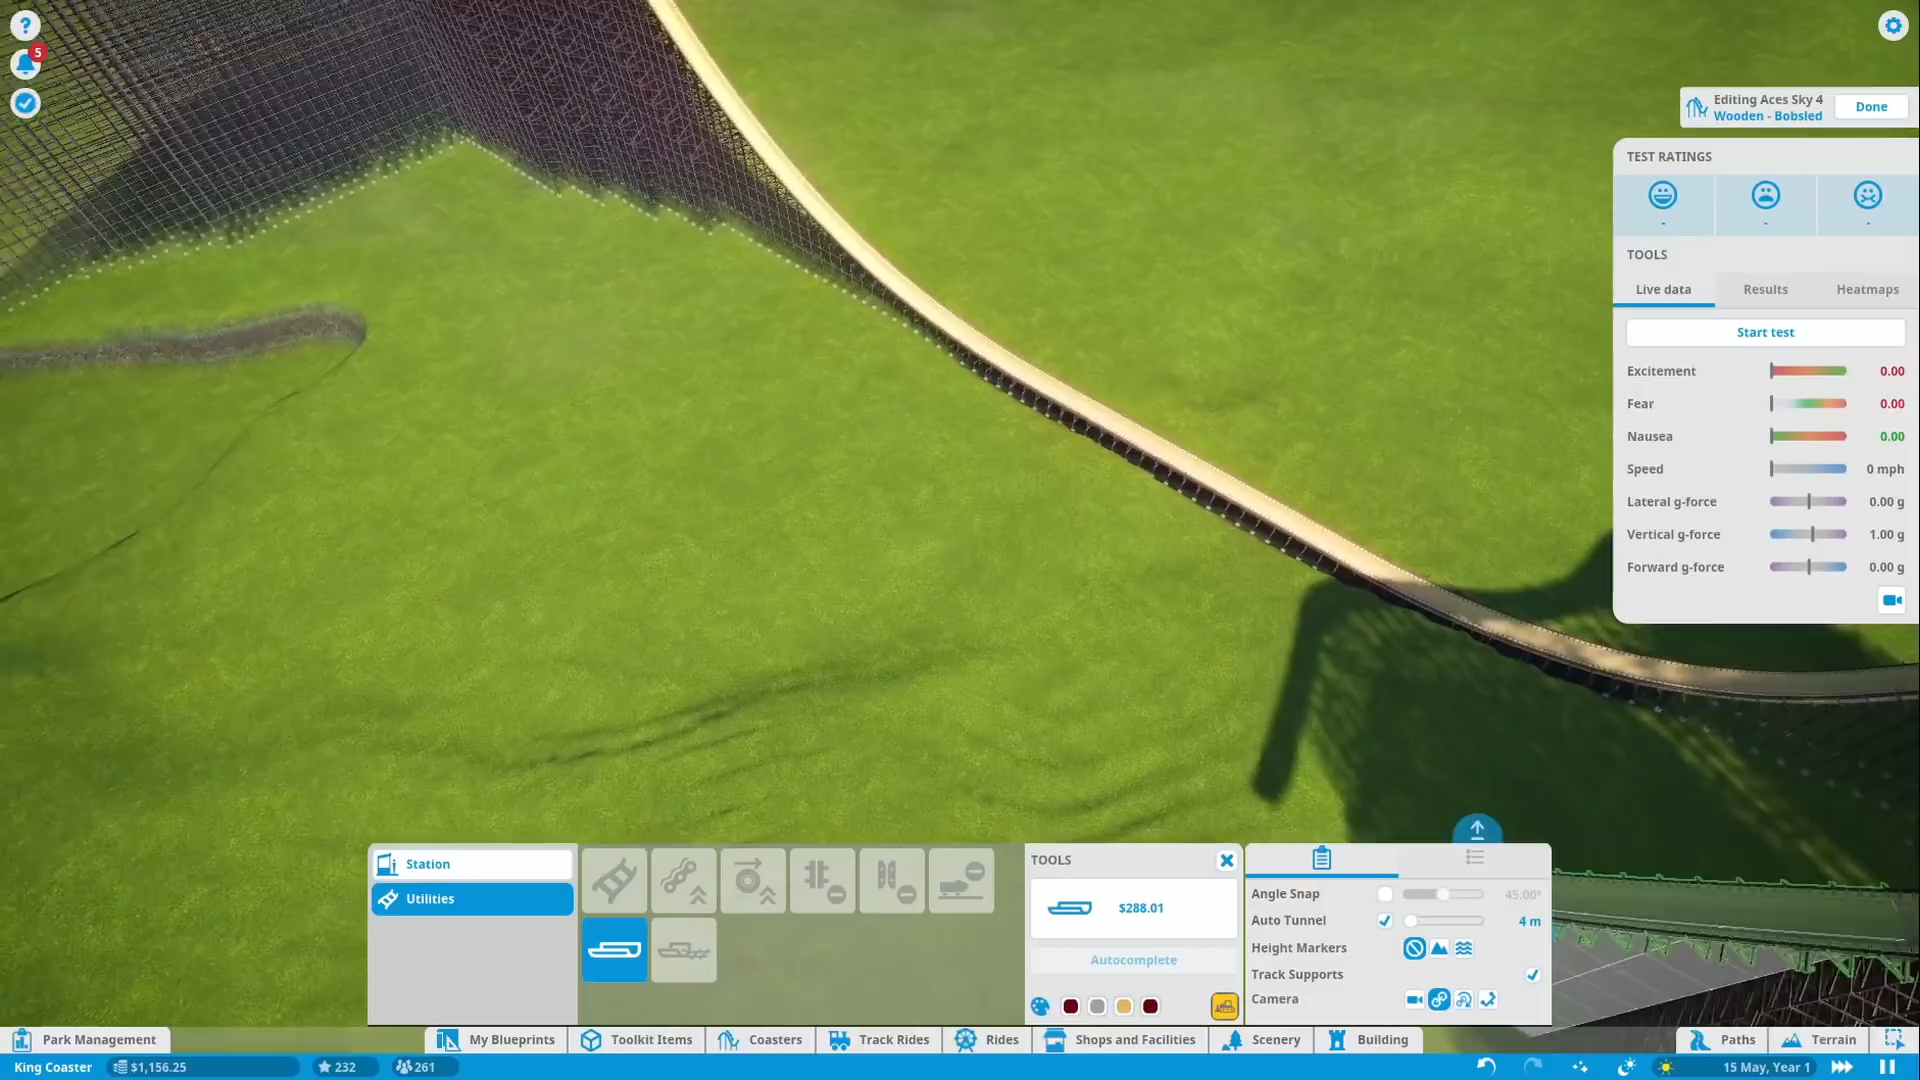 ?
5
Editing Aces Sky 4
Wooden - Bobsled
Done
TEST RATINGS
- - -
TOOLS
Live data Results Heatmaps
Start test
Excitement 0.00
Fear 0.00
Nausea 0.00
Speed 0 mph
Lateral g-force 0.00 g
Vertical g-force 1.00 g
Forward g-force 0.00 g
Station
Utilities
TOOLS
$288.01
Autocomplete
Angle Snap 45.00°
Auto Tunnel 4 m
Height Markers
Track Supports
Camera
Park Management My Blueprints Toolkit Items Coasters Track Rides Rides Shops and Facilities Scenery Building Paths Terrain
King Coaster $1,156.25 232 261 15 May, Year 1